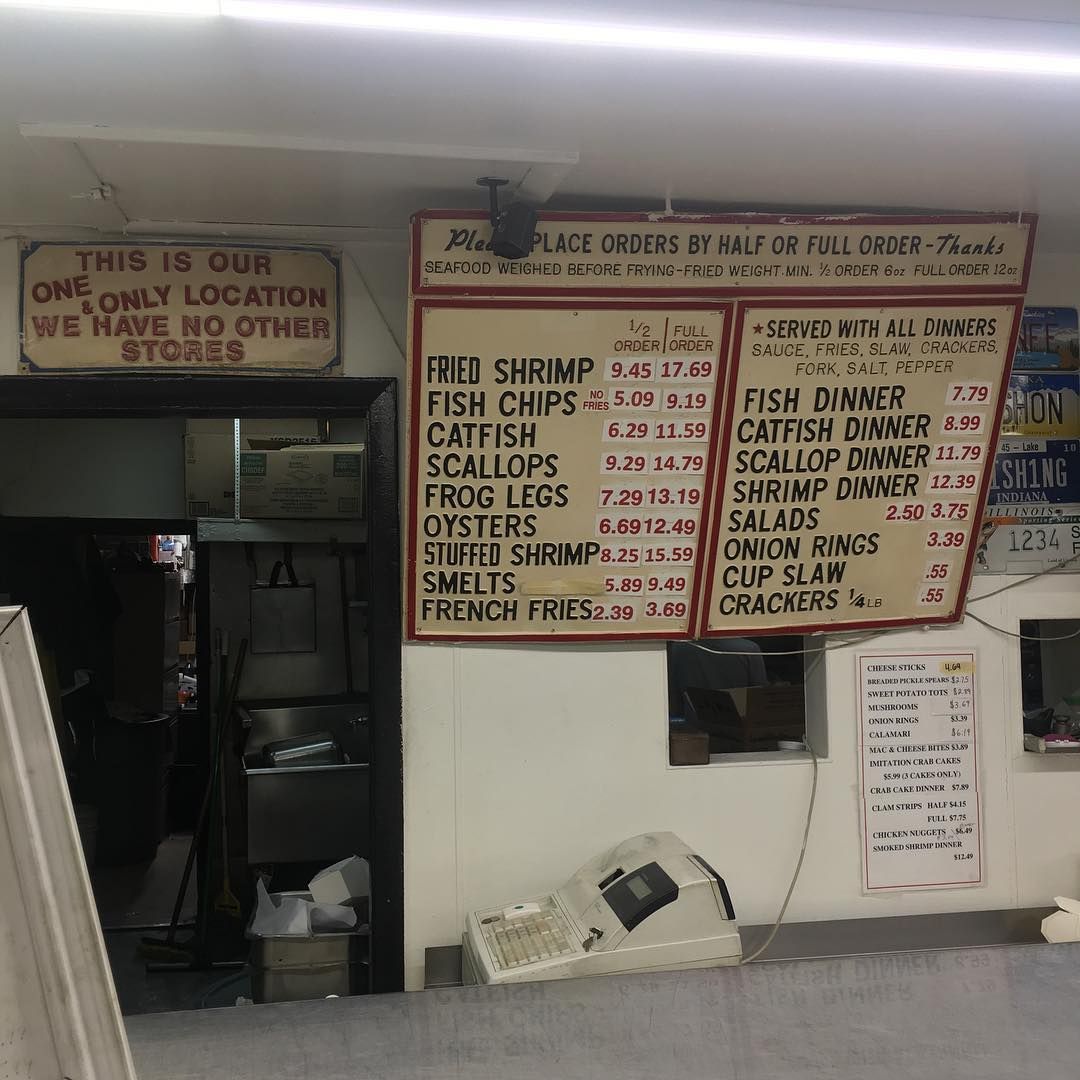 THIS IS OUR
ONE & ONLY LOCATION
WE HAVE NO OTHER
STORES
PLACE ORDERS BY HALF OR FULL ORDER - Thanks
SEAFOOD WEIGHED BEFORE FRYING-FRIED WEIGHT MIN. ½ ORDER 6oz FULL ORDER 12oz
1/2 ORDER FULL ORDER
FRIED SHRIMP 9.45 17.69
FISH CHIPS NO FRIES 5.09 9.19
CATFISH 6.29 11.59
SCALLOPS 9.29 14.79
FROG LEGS 7.29 13.19
OYSTERS 6.69 12.49
STUFFED SHRIMP 8.25 15.59
SMELTS 5.89 9.49
FRENCH FRIES 2.39 3.69
★SERVED WITH ALL DINNERS
SAUCE, FRIES, SLAW, CRACKERS,
FORK, SALT, PEPPER
FISH DINNER 7.79
CATFISH DINNER 8.99
SCALLOP DINNER 11.79
SHRIMP DINNER 12.39
SALADS 2.50 3.75
ONION RINGS 3.39
CUP SLAW .55
CRACKERS ¼ LB .55
CHEESE STICKS 4.69
BREADED PICKLE SPEARS $2.75
SWEET POTATO TOTS
MUSHROOMS $3.69
ONION RINGS $3.39
CALAMARI $6.19
MAC & CHEESE BITES $3.89
IMITATION CRAB CAKES
$5.99 (3 CAKES ONLY)
CRAB CAKE DINNER $7.89
CLAM STRIPS HALF $4.15
FULL $7.75
CHICKEN NUGGETS $6.49
SMOKED SHRIMP DINNER
$12.49
45 - Lake 10
ISH1NG
INDIANA
ILLINOIS
Sporting Series
1234